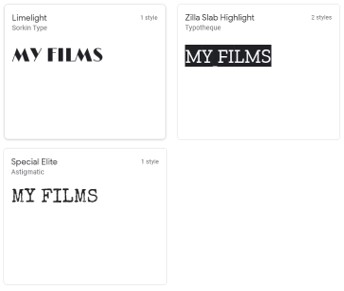 Limelight 1 style
Sorkin Type
MY FILMS
Zilla Slab Highlight 2 styles
Typotheque
MY FILMS
Special Elite 1 style
Astigmatic
MY FILMS